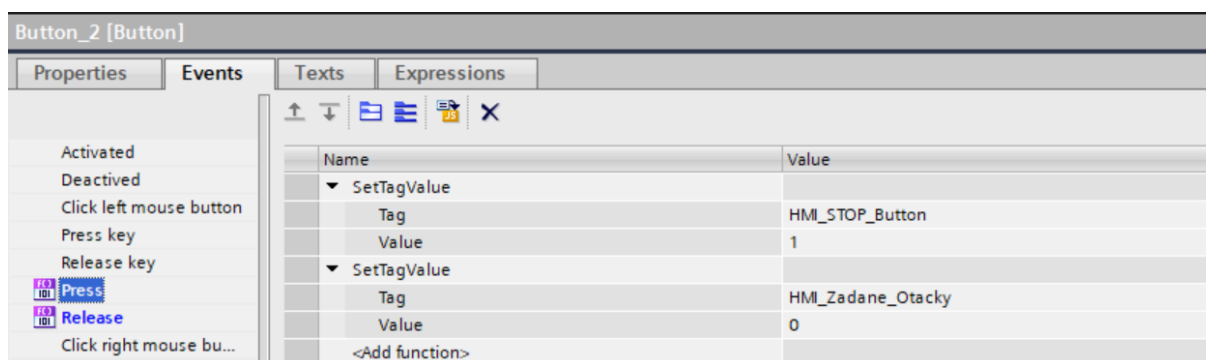 Button_2 [Button]
Properties Events Texts Expressions
Name Value
Activated
Deactived
Click left mouse button
Press key
Release key
Press
Release
Click right mouse bu...
SetTagValue
Tag HMI_STOP_Button
Value 1
SetTagValue
Tag HMI_Zadane_Otacky
Value 0
<Add function>